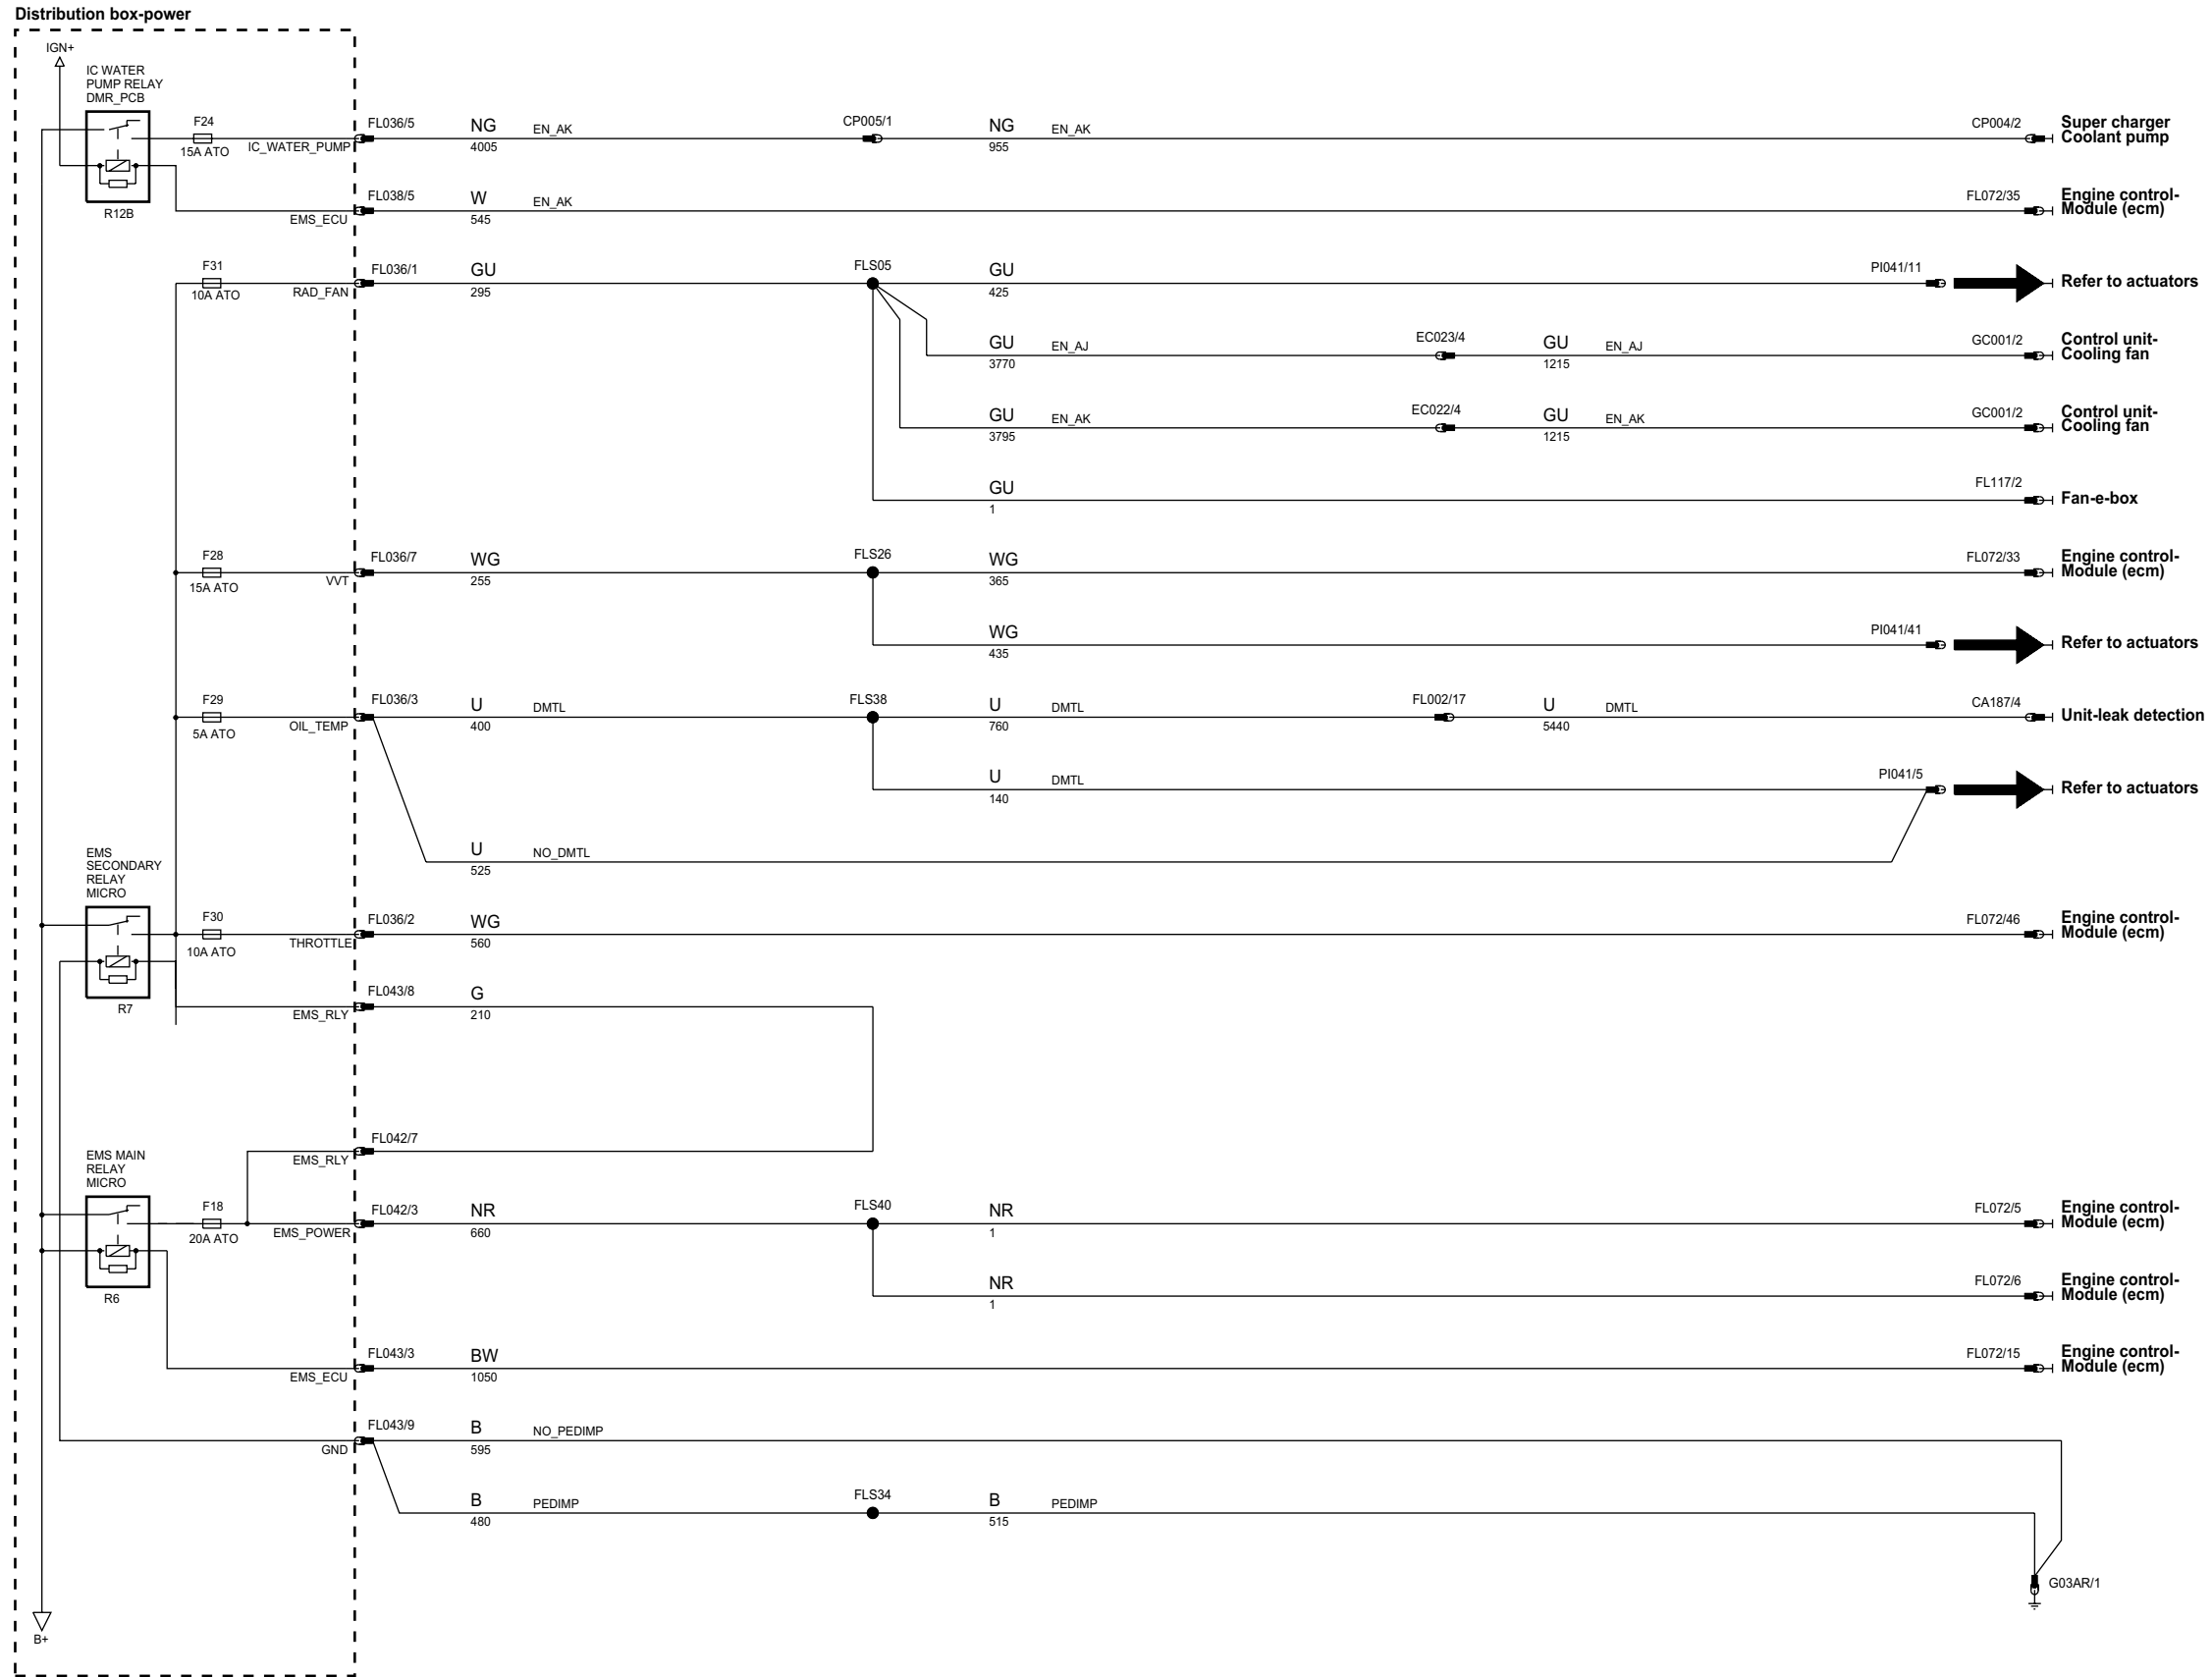 Distribution box-power
IGN+
IC WATER
PUMP RELAY
DMR_PCB
R12B
F24
15A ATO
IC_WATER_PUMP
FL036/5
NG
4005
EN_AK
CP005/1
NG
955
EN_AK
CP004/2
Super charger
Coolant pump
EMS_ECU
FL038/5
W
545
EN_AK
FL072/35
Engine control-
Module (ecm)
F31
10A ATO
RAD_FAN
FL036/1
GU
295
FLS05
GU
425
PI041/11
Refer to actuators
GU
3770
EN_AJ
EC023/4
GU
1215
EN_AJ
GC001/2
Control unit-
Cooling fan
GU
3795
EN_AK
EC022/4
GU
1215
EN_AK
GC001/2
Control unit-
Cooling fan
GU
1
FL117/2
Fan-e-box
F28
15A ATO
VVT
FL036/7
WG
255
FLS26
WG
365
FL072/33
Engine control-
Module (ecm)
WG
435
PI041/41
Refer to actuators
F29
5A ATO
OIL_TEMP
FL036/3
U
400
DMTL
FLS38
U
760
DMTL
FL002/17
U
5440
DMTL
CA187/4
Unit-leak detection
U
140
DMTL
PI041/5
Refer to actuators
U
525
NO_DMTL
EMS
SECONDARY
RELAY
MICRO
R7
F30
10A ATO
THROTTLE
FL036/2
WG
560
FL072/46
Engine control-
Module (ecm)
EMS_RLY
FL043/8
G
210
EMS_RLY
FL042/7
EMS MAIN
RELAY
MICRO
R6
F18
20A ATO
EMS_POWER
FL042/3
NR
660
FLS40
NR
1
FL072/5
Engine control-
Module (ecm)
NR
1
FL072/6
Engine control-
Module (ecm)
EMS_ECU
FL043/3
BW
1050
FL072/15
Engine control-
Module (ecm)
GND
FL043/9
B
595
NO_PEDIMP
B
480
PEDIMP
FLS34
B
515
PEDIMP
G03AR/1
B+